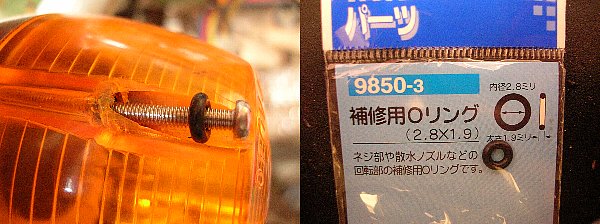 パーツ
9850-3
内径2.8ミリ
補修用Oリング
(2.8X1.9)
太さ1.9ミリ
ネジ部や散水ノズルなどの
回転部の補修用Oリングです。